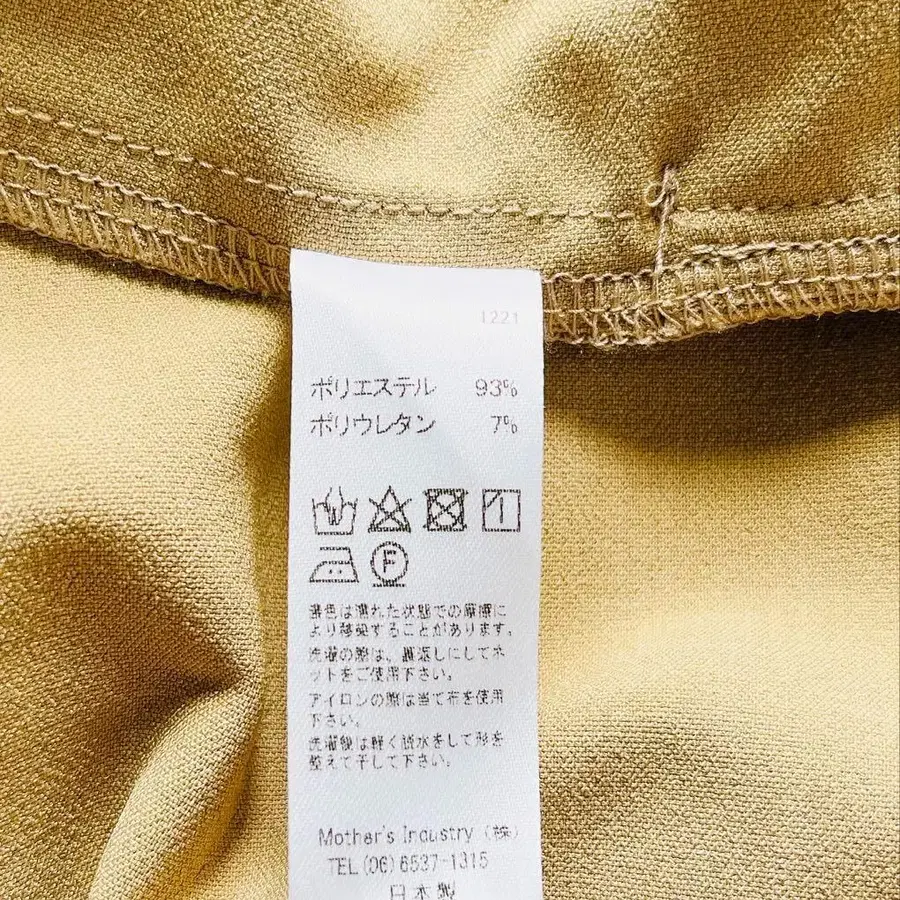 1221
ポリエステル 93%
ポリウレタン 7%
F
濃色は濡れた状態での摩擦に
より移染することがあります。
洗濯の際は、裏返しにしてネ
ットをご使用下さい。
アイロンの際は当て布を使用
下さい。
洗濯後は軽く脱水をして形を
整えて干して下さい。
Mother's Industry (株)
TEL(06)6537-1315
日本製